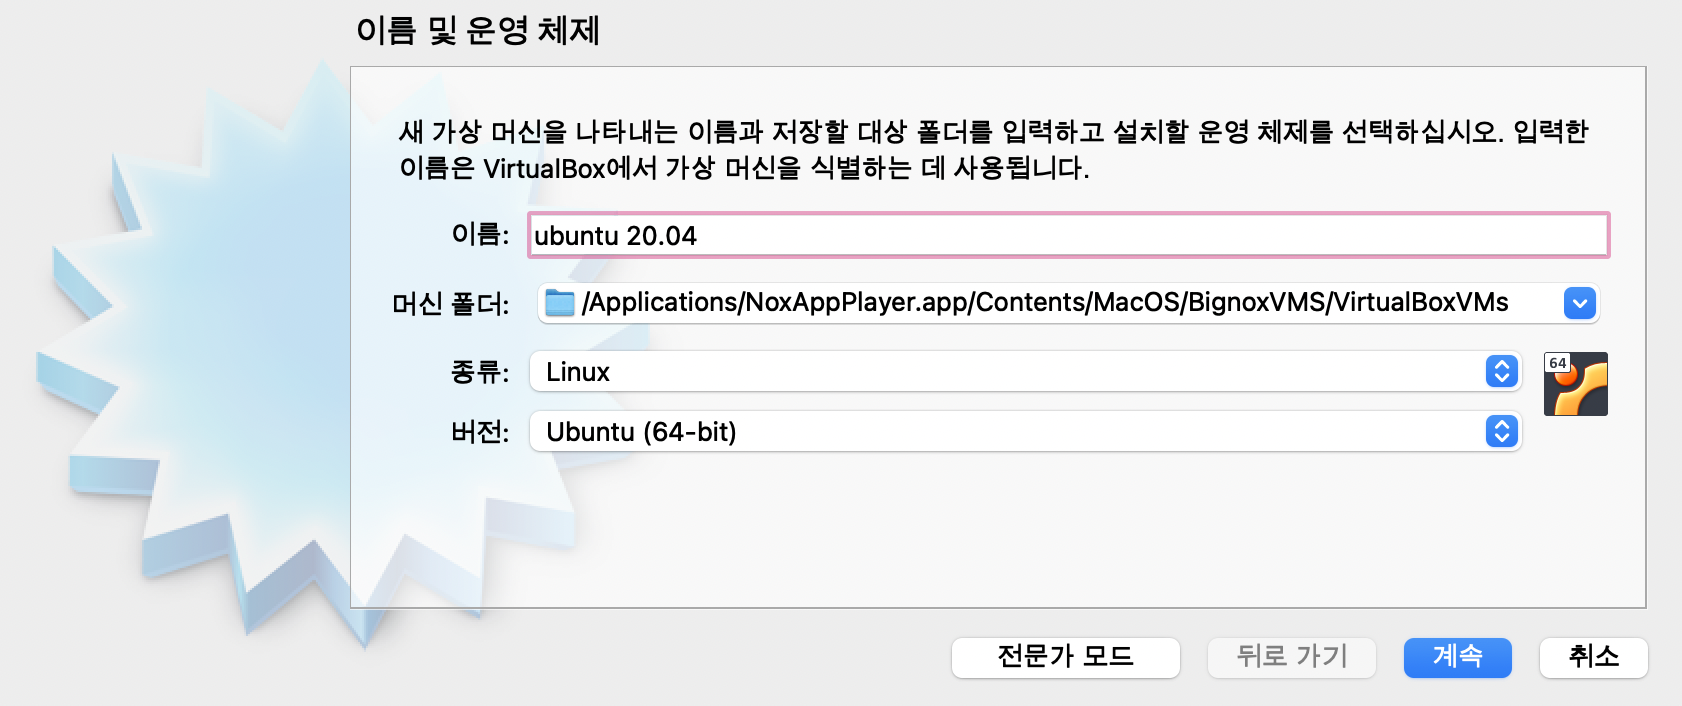 이름 및 운영 체제
새 가상 머신을 나타내는 이름과 저장할 대상 폴더를 입력하고 설치할 운영 체제를 선택하십시오. 입력한
이름은 VirtualBox에서 가상 머신을 식별하는 데 사용됩니다.
이름: ubuntu 20.04
머신 폴더: /Applications/NoxAppPlayer.app/Contents/MacOS/BignoxVMS/VirtualBoxVMs
종류: Linux
64
버전: Ubuntu (64-bit)
전문가 모드 뒤로 가기 계속 취소